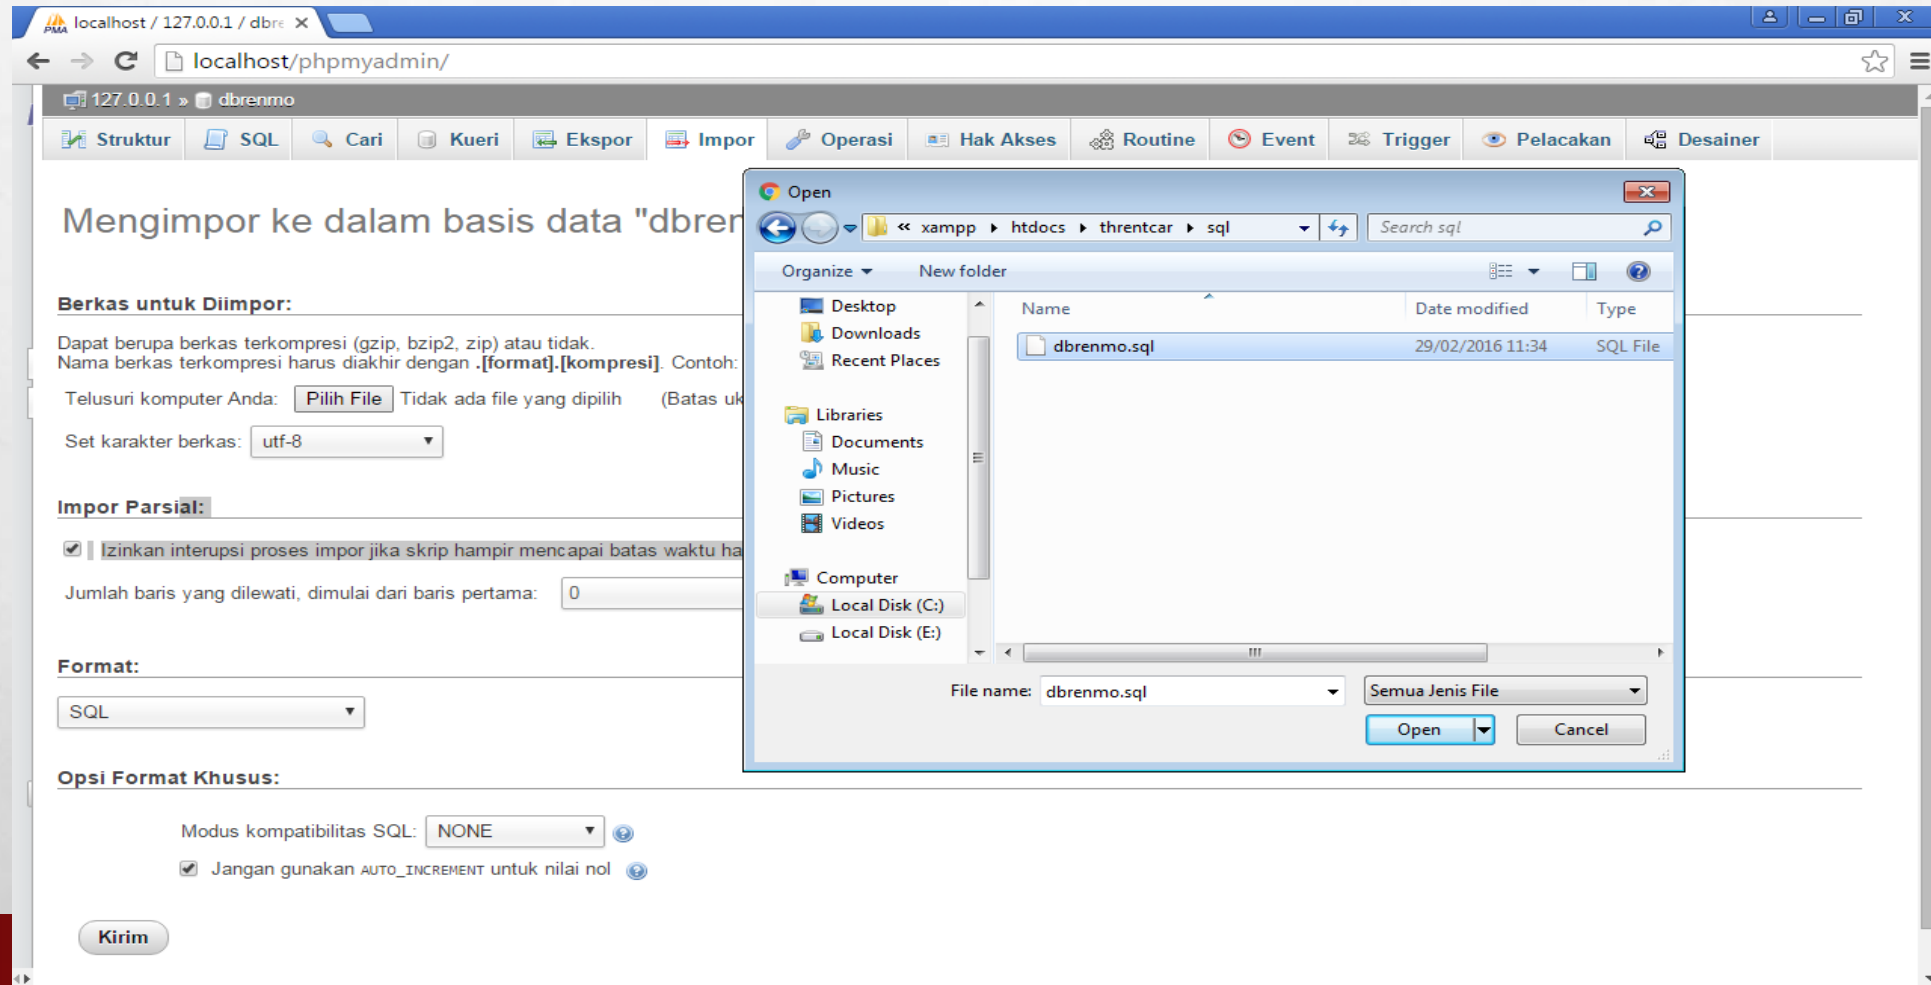 localhost / 127.0.0.1 / dbre
localhost/phpmyadmin/
127.0.0.1 » dbrenmo
Struktur SQL Cari Kueri Ekspor Impor Operasi Hak Akses Routine Event Trigger Pelacakan Desainer
Mengimpor ke dalam basis data "dbren
Berkas untuk Diimpor:
Dapat berupa berkas terkompresi (gzip, bzip2, zip) atau tidak.
Nama berkas terkompresi harus diakhir dengan .[format].[kompresi]. Contoh:
Telusuri komputer Anda: Pilih File Tidak ada file yang dipilih (Batas uk
Set karakter berkas: utf-8
Impor Parsial:
Izinkan interupsi proses impor jika skrip hampir mencapai batas waktu ha
Jumlah baris yang dilewati, dimulai dari baris pertama: 0
Format:
SQL
Opsi Format Khusus:
Modus kompatibilitas SQL: NONE
Jangan gunakan AUTO_INCREMENT untuk nilai nol
Kirim
Open
« xampp htdocs threntcar sql Search sql
Organize New folder
Desktop
Downloads
Recent Places
Libraries
Documents
Music
Pictures
Videos
Computer
Local Disk (C:)
Local Disk (E:)
Name Date modified Type
dbrenmo.sql 29/02/2016 11:34 SQL File
File name: dbrenmo.sql Semua Jenis File
Open Cancel